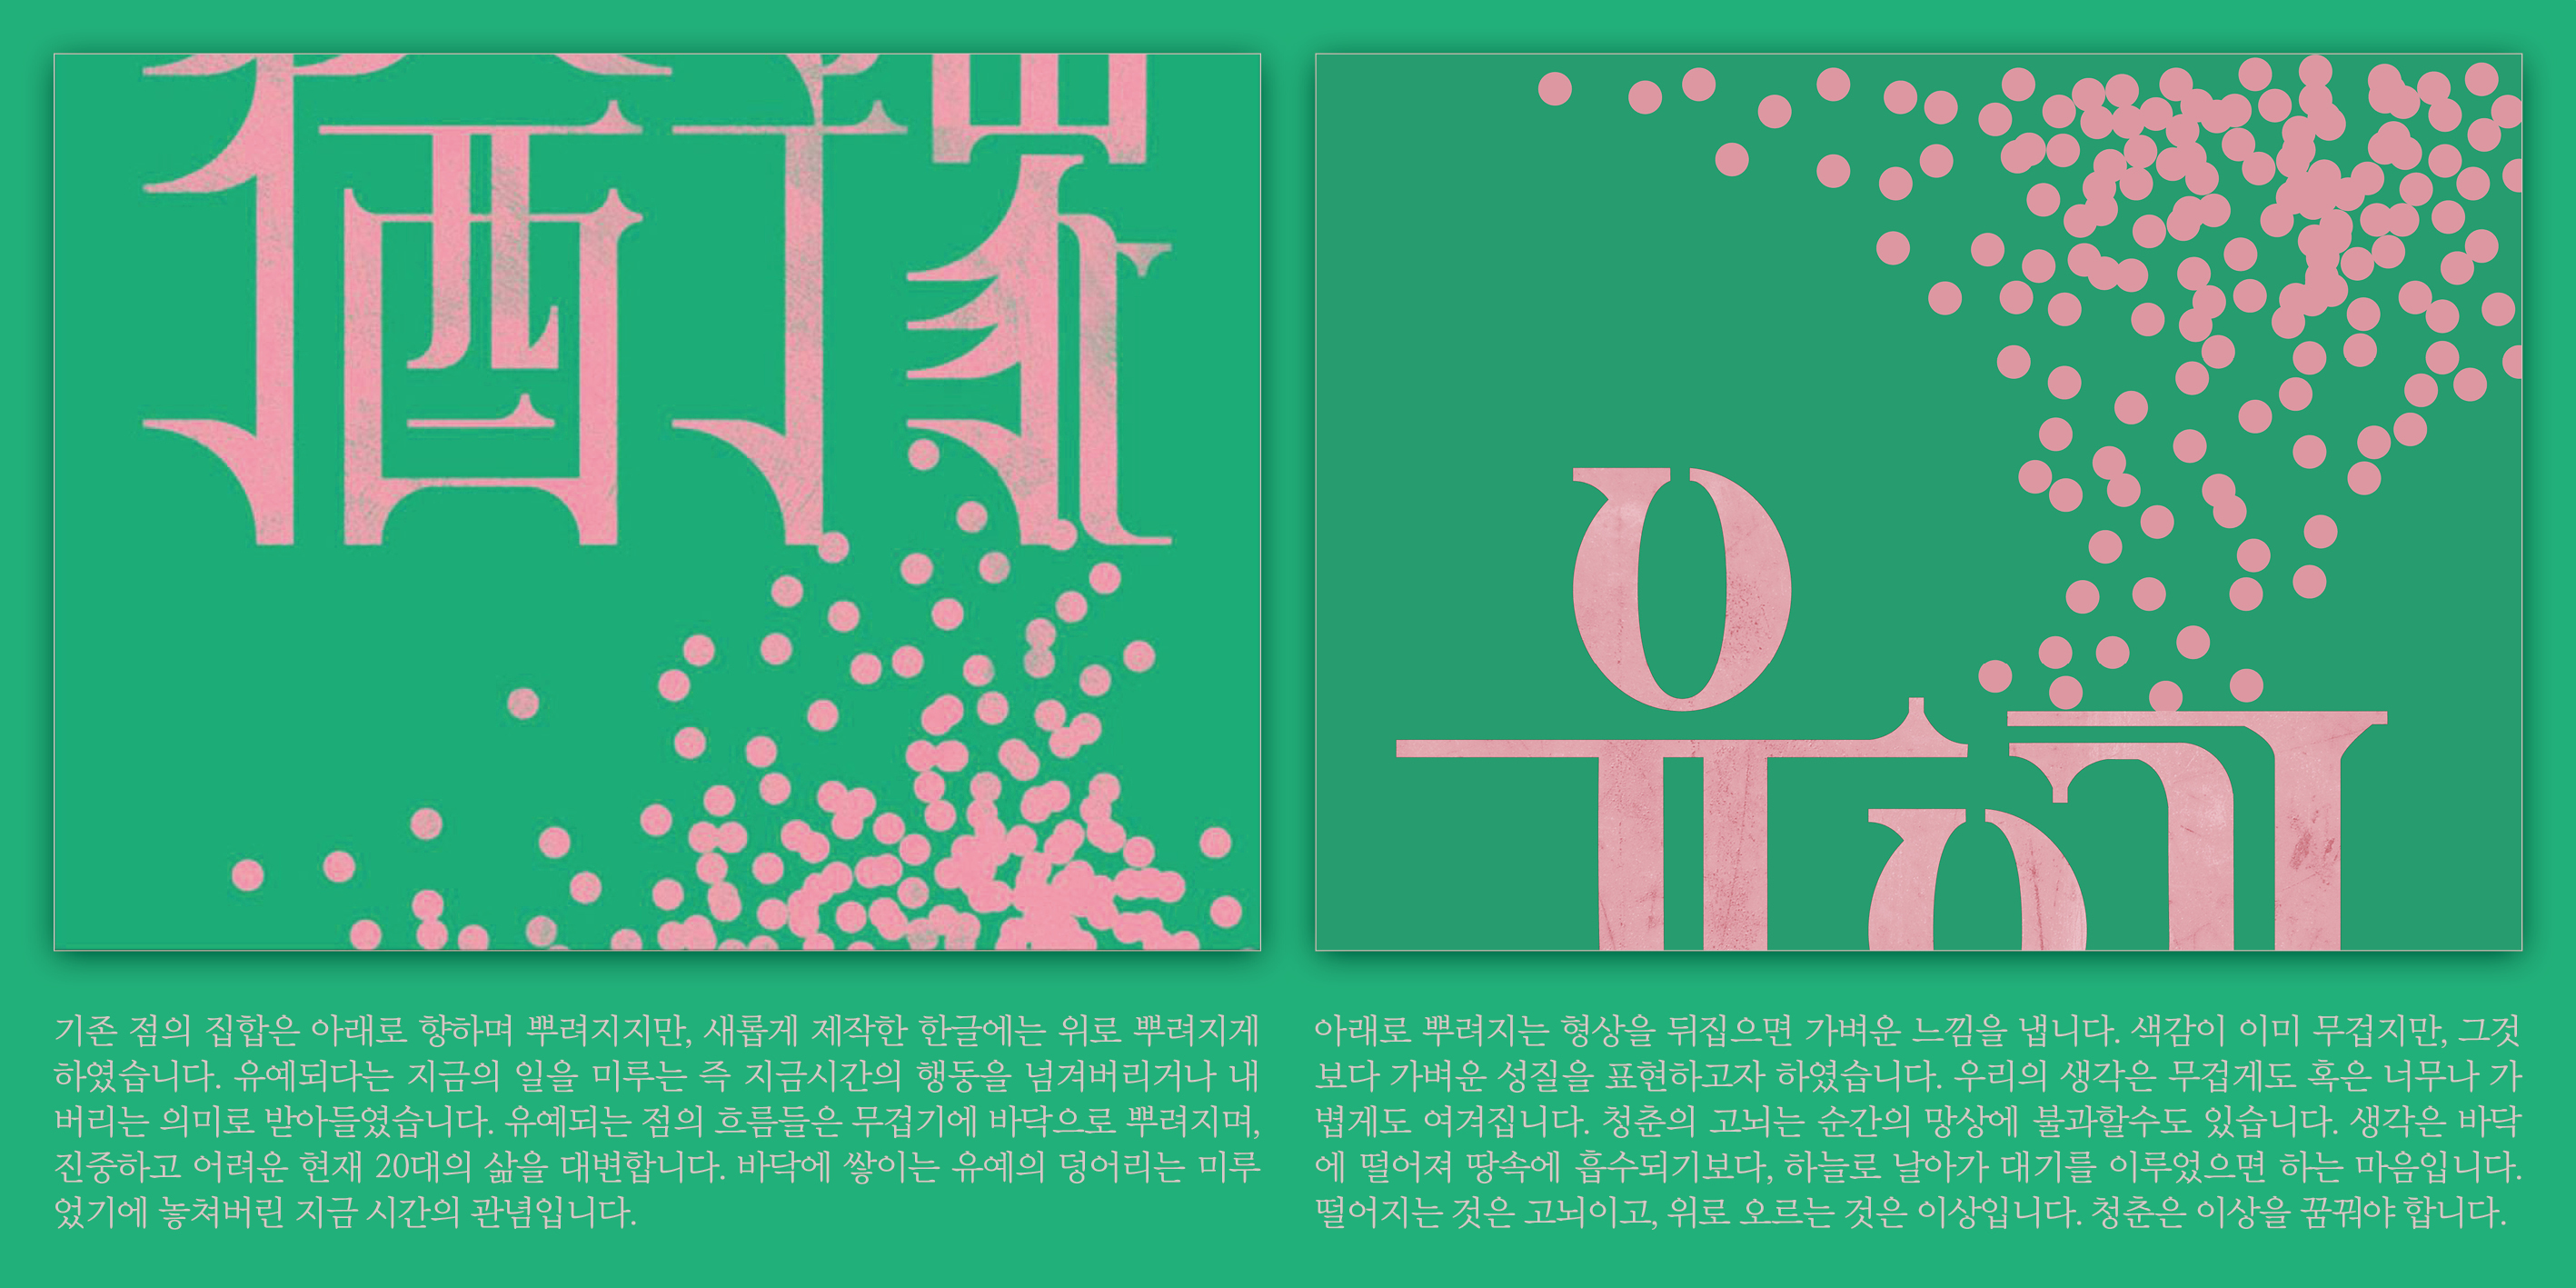 猶預
유예
기존 점의 집합은 아래로 향하며 뿌려지지만, 새롭게 제작한 한글에는 위로 뿌려지게
하였습니다. 유예되다는 지금의 일을 미루는 즉 지금시간의 행동을 넘겨버리거나 내
버리는 의미로 받아들였습니다. 유예되는 점의 흐름들은 무겁기에 바닥으로 뿌려지며,
진중하고 어려운 현재 20대의 삶을 대변합니다. 바닥에 쌓이는 유예의 덩어리는 미루
었기에 놓쳐버린 지금 시간의 관념입니다.
아래로 뿌려지는 형상을 뒤집으면 가벼운 느낌을 냅니다. 색감이 이미 무겁지만, 그것
보다 가벼운 성질을 표현하고자 하였습니다. 우리의 생각은 무겁게도 혹은 너무나 가
볍게도 여겨집니다. 청춘의 고뇌는 순간의 망상에 불과할수도 있습니다. 생각은 바닥
에 떨어져 땅속에 흡수되기보다, 하늘로 날아가 대기를 이루었으면 하는 마음입니다.
떨어지는 것은 고뇌이고, 위로 오르는 것은 이상입니다. 청춘은 이상을 꿈꿔야 합니다.